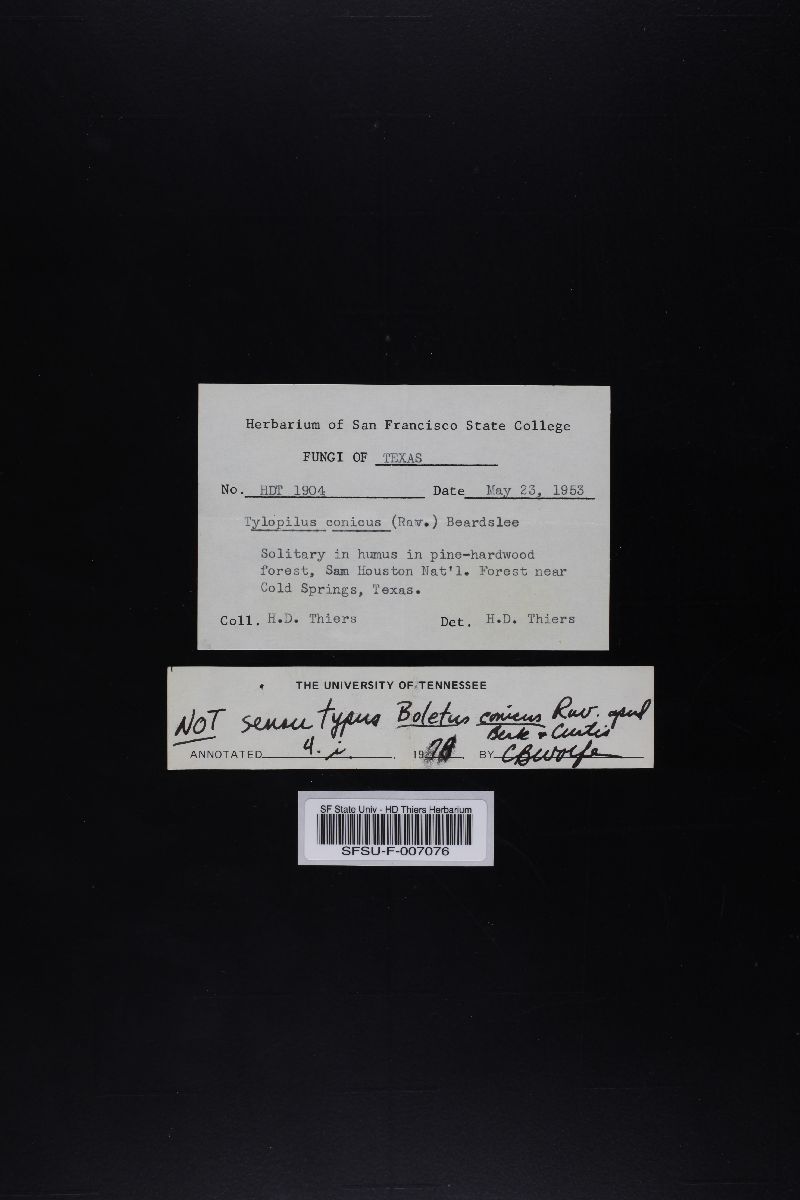 Herbarium of San Francisco State College
FUNGI OF TEXAS
No. HDT 1904 Date May 23, 1953
Tylopilus conicus (Rav.) Beardslee
Solitary in humus in pine-hardwood
forest, Sam Houston Nat'l. Forest near
Cold Springs, Texas.
Coll. H.D. Thiers Det. H.D. Thiers
THE UNIVERSITY OF TENNESSEE
NOT sensu typus Boletus conicus Rav. apud
Berk & Curtis
ANNOTATED 4. i. 1978 BY CBWolfe
SF State Univ - HD Thiers Herbarium
SFSU-F-007076